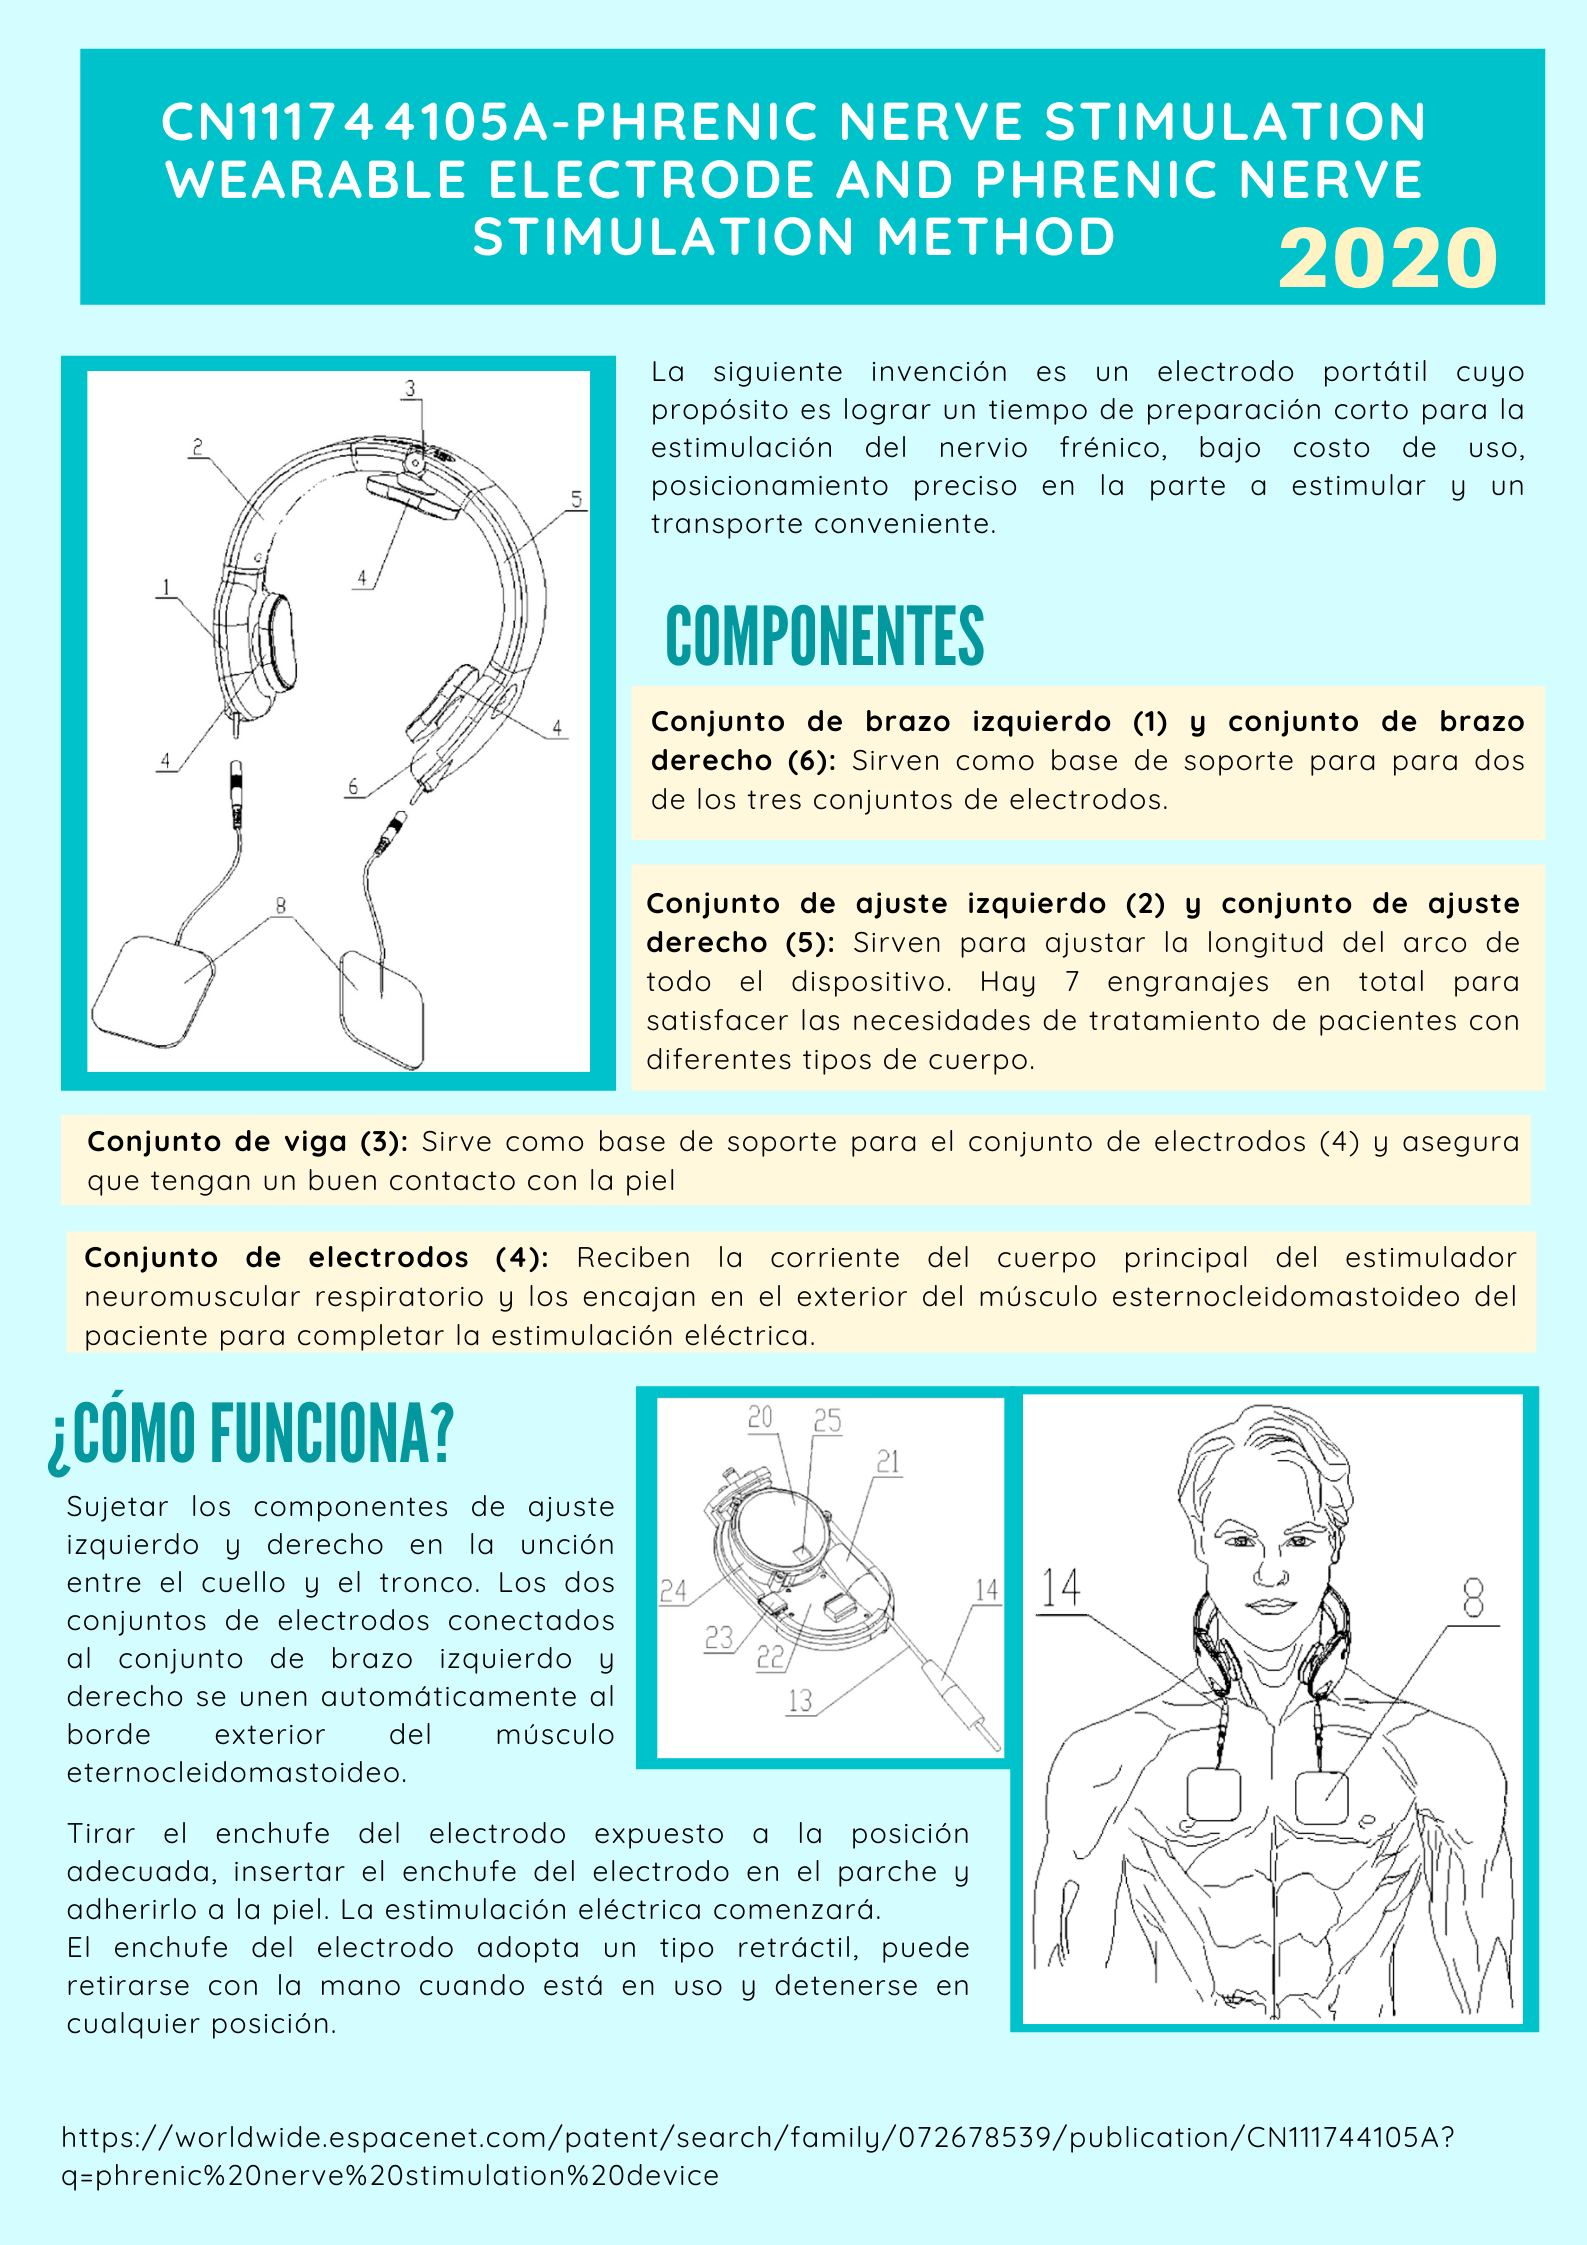 CN111744105A-PHRENIC NERVE STIMULATION
WEARABLE ELECTRODE AND PHRENIC NERVE
STIMULATION METHOD
2020
3
2
5
4
1
4
4
6
8
La siguiente invención es un electrodo portátil cuyo
propósito es lograr un tiempo de preparación corto para la
estimulación del nervio frénico, bajo costo de uso,
posicionamiento preciso en la parte a estimular y un
transporte conveniente.
COMPONENTES
Conjunto de brazo izquierdo (1) y conjunto de brazo
derecho (6): Sirven como base de soporte para para dos
de los tres conjuntos de electrodos.
Conjunto de ajuste izquierdo (2) y conjunto de ajuste
derecho (5): Sirven para ajustar la longitud del arco de
todo el dispositivo. Hay 7 engranajes en total para
satisfacer las necesidades de tratamiento de pacientes con
diferentes tipos de cuerpo.
Conjunto de viga (3): Sirve como base de soporte para el conjunto de electrodos (4) y asegura
que tengan un buen contacto con la piel
Conjunto de electrodos (4): Reciben la corriente del cuerpo principal del estimulador
neuromuscular respiratorio y los encajan en el exterior del músculo esternocleidomastoideo del
paciente para completar la estimulación eléctrica.
¿CÓMO FUNCIONA?
Sujetar los componentes de ajuste
izquierdo y derecho en la unción
entre el cuello y el tronco. Los dos
conjuntos de electrodos conectados
al conjunto de brazo izquierdo y
derecho se unen automáticamente al
borde exterior del músculo
eternocleidomastoideo.
Tirar el enchufe del electrodo expuesto a la posición
adecuada, insertar el enchufe del electrodo en el parche y
adherirlo a la piel. La estimulación eléctrica comenzará.
El enchufe del electrodo adopta un tipo retráctil, puede
retirarse con la mano cuando está en uso y detenerse en
cualquier posición.
20
25
21
24
14
23
22
13
14
8
https://worldwide.espacenet.com/patent/search/family/072678539/publication/CN111744105A?
q=phrenic%20nerve%20stimulation%20device